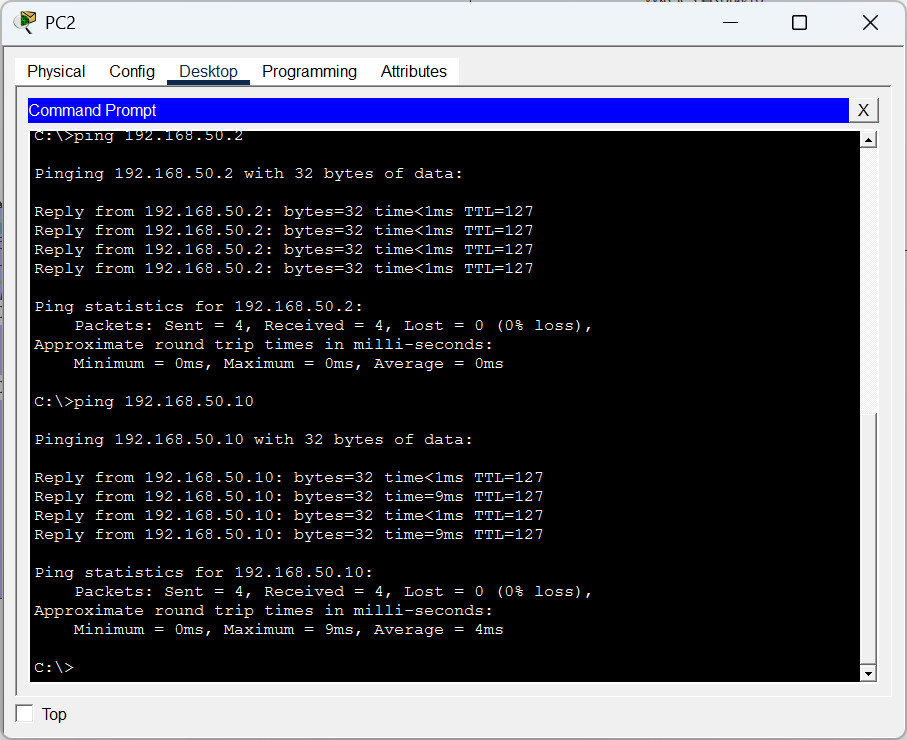 PC2
Physical Config Desktop Programming Attributes
Command Prompt
X
C:\>ping 192.168.50.2
Pinging 192.168.50.2 with 32 bytes of data:
Reply from 192.168.50.2: bytes=32 time<1ms TTL=127
Reply from 192.168.50.2: bytes=32 time<1ms TTL=127
Reply from 192.168.50.2: bytes=32 time<1ms TTL=127
Reply from 192.168.50.2: bytes=32 time<1ms TTL=127
Ping statistics for 192.168.50.2:
Packets: Sent = 4, Received = 4, Lost = 0 (0% loss),
Approximate round trip times in milli-seconds:
Minimum = 0ms, Maximum = 0ms, Average = 0ms
C:\>ping 192.168.50.10
Pinging 192.168.50.10 with 32 bytes of data:
Reply from 192.168.50.10: bytes=32 time<1ms TTL=127
Reply from 192.168.50.10: bytes=32 time=9ms TTL=127
Reply from 192.168.50.10: bytes=32 time<1ms TTL=127
Reply from 192.168.50.10: bytes=32 time=9ms TTL=127
Ping statistics for 192.168.50.10:
Packets: Sent = 4, Received = 4, Lost = 0 (0% loss),
Approximate round trip times in milli-seconds:
Minimum = 0ms, Maximum = 9ms, Average = 4ms
C:\>
Top